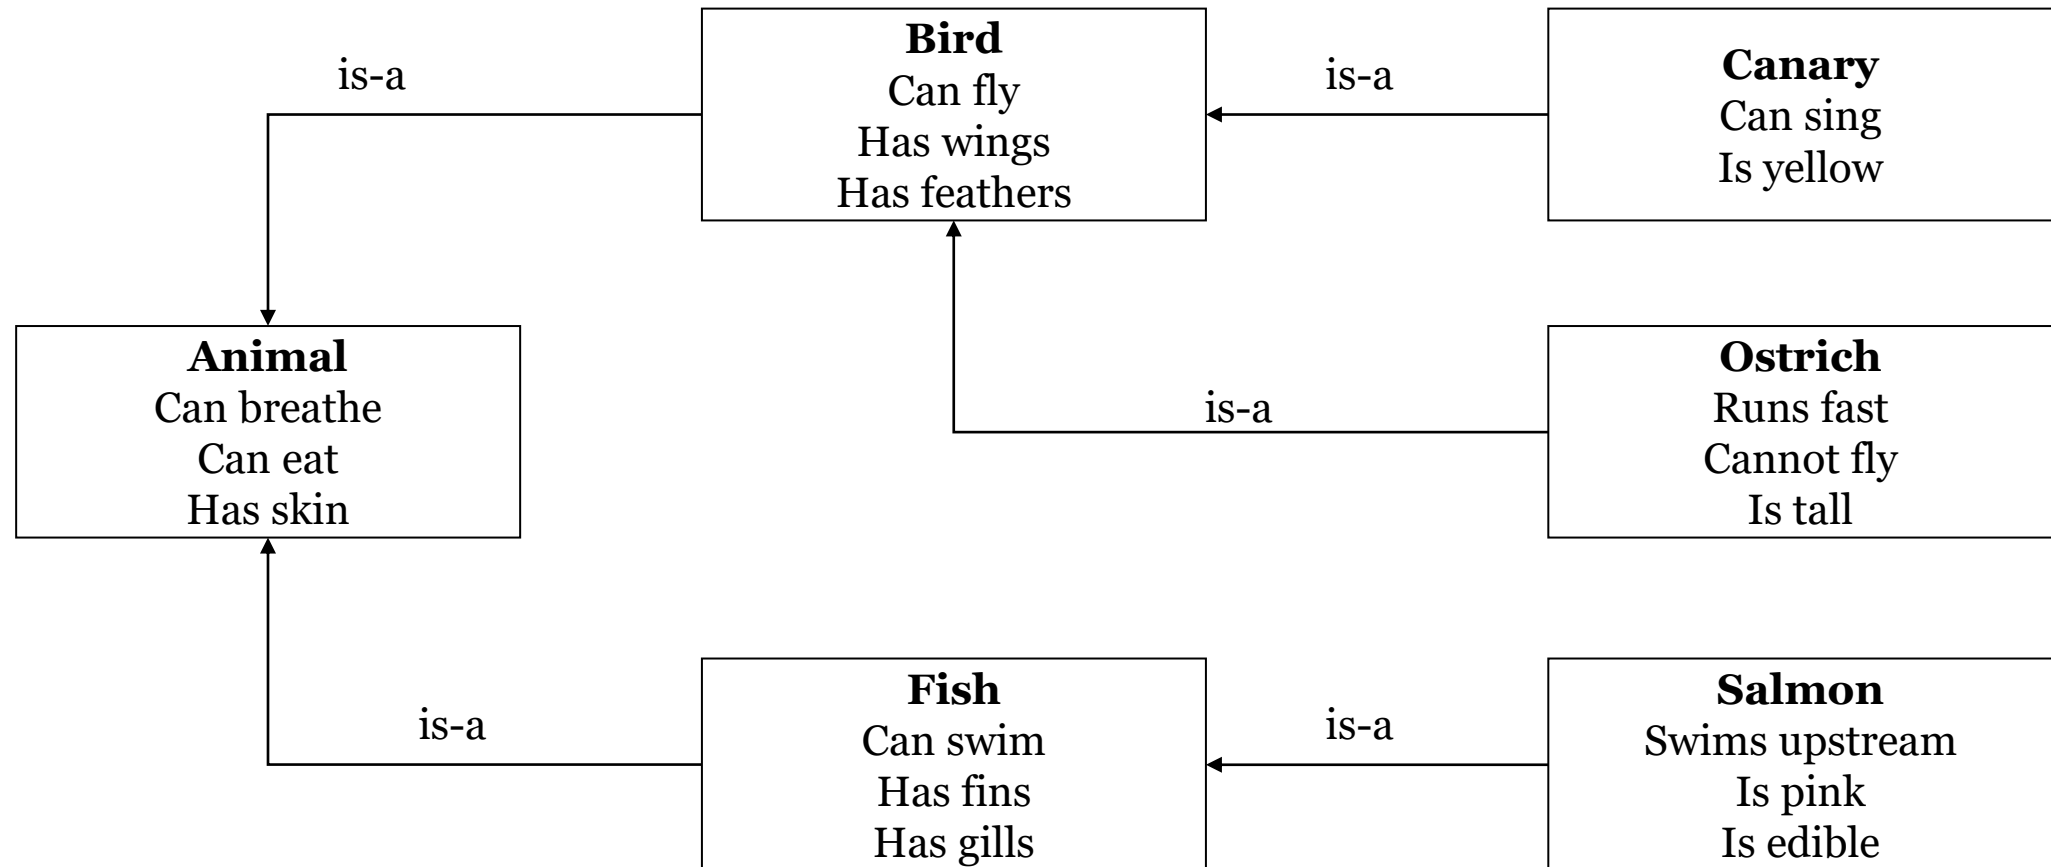 is-a
Bird
Can fly
Has wings
Has feathers
is-a
Canary
Can sing
Is yellow
Animal
Can breathe
Can eat
Has skin
is-a
Ostrich
Runs fast
Cannot fly
Is tall
is-a
Fish
Can swim
Has fins
Has gills
is-a
Salmon
Swims upstream
Is pink
Is edible